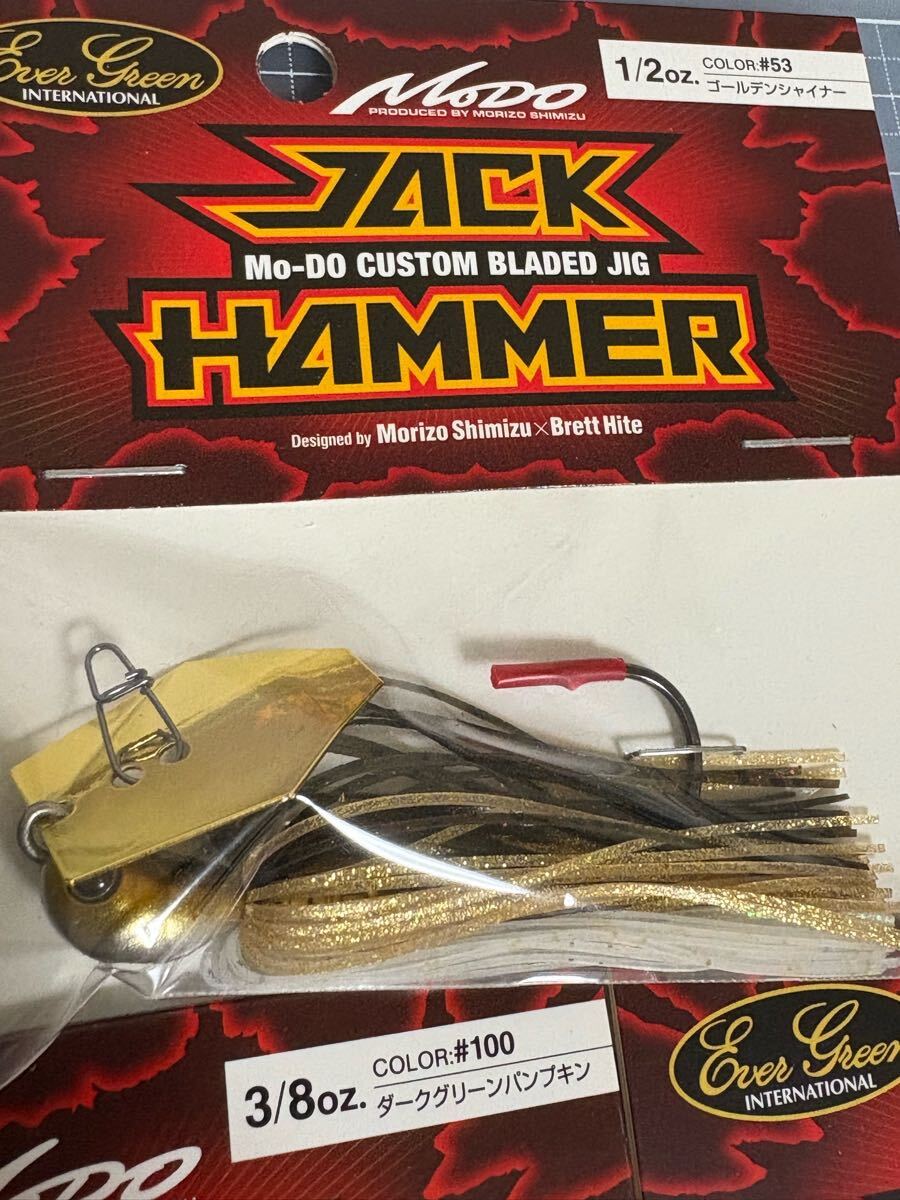 Ever Green
INTERNATIONAL
MoDO
PRODUCED BY MORIZO SHIMIZU
1/2oz.
COLOR:#53
ゴールデンシャイナー
JACK
Mo-DO CUSTOM BLADED JIG
HAMMER
Designed by Morizo Shimizu×Brett Hite
3/8oz.
COLOR:#100
ダークグリーンパンプキン
Ever Green
INTERNATIONAL
MoDO